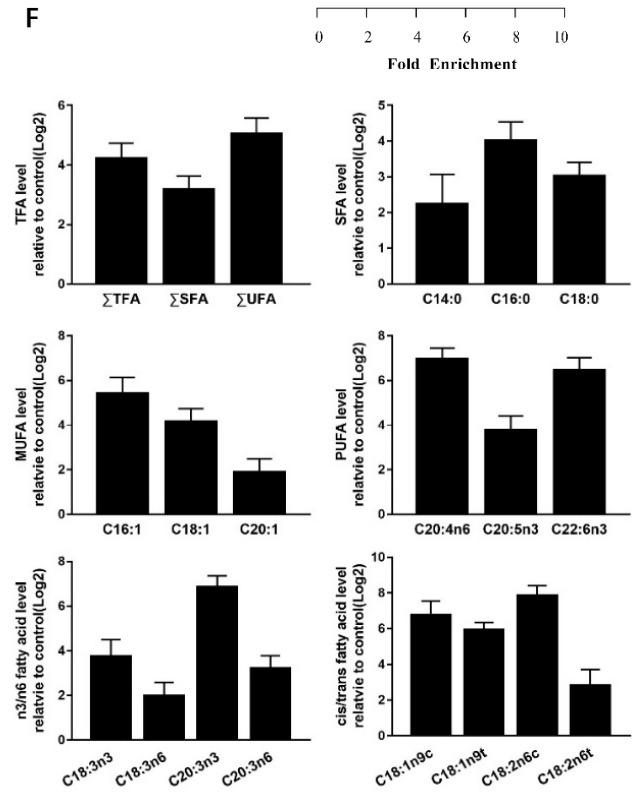 F
0 2 4 6 8 10
Fold Enrichment
TFA level
relatvie to control(Log2)
6
4
2
0
∑TFA ∑SFA ∑UFA
SFA level
relatvie to control(Log2)
5
4
3
2
1
0
C14:0 C16:0 C18:0
MUFA level
relatvie to control(Log2)
8
6
4
2
0
C16:1 C18:1 C20:1
PUFA level
relatvie to control(Log2)
8
6
4
2
0
C20:4n6 C20:5n3 C22:6n3
n3/n6 fatty acid level
relatvie to control(Log2)
8
6
4
2
0
C18:3n3 C18:3n6 C20:3n3 C20:3n6
cis/trans fatty acid level
relatvie to control(Log2)
10
8
6
4
2
0
C18:1n9c C18:1n9t C18:2n6c C18:2n6t